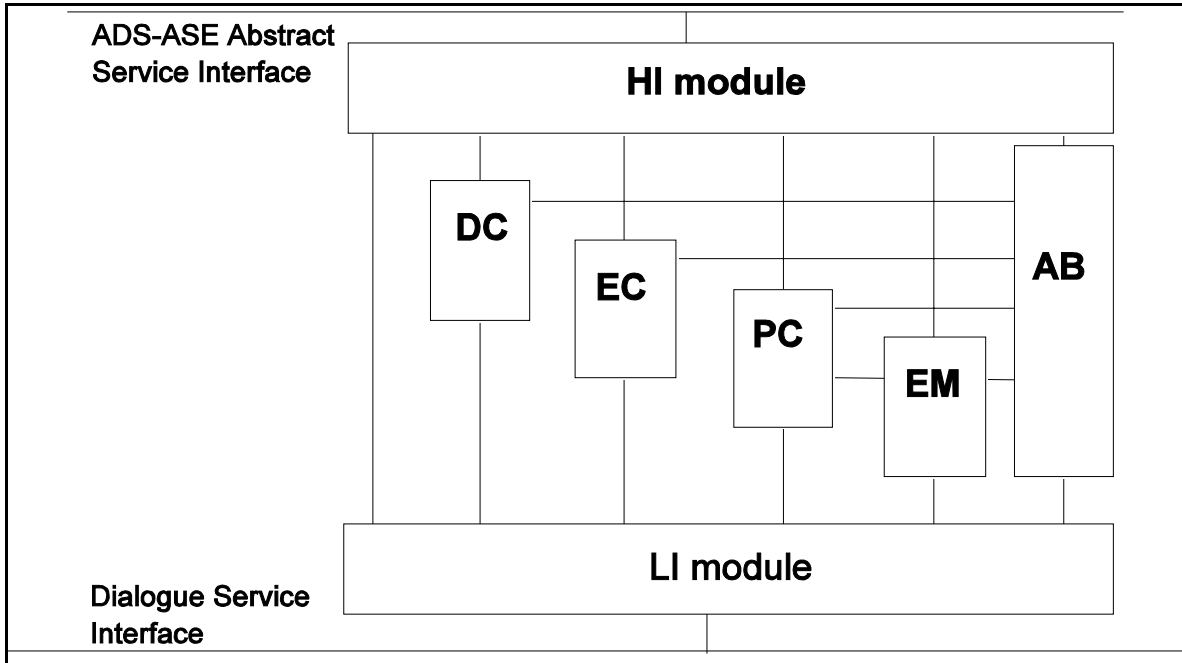 ADS-ASE Abstract
Service Interface
HI module
DC
EC
PC
EM
AB
LI module
Dialogue Service
Interface